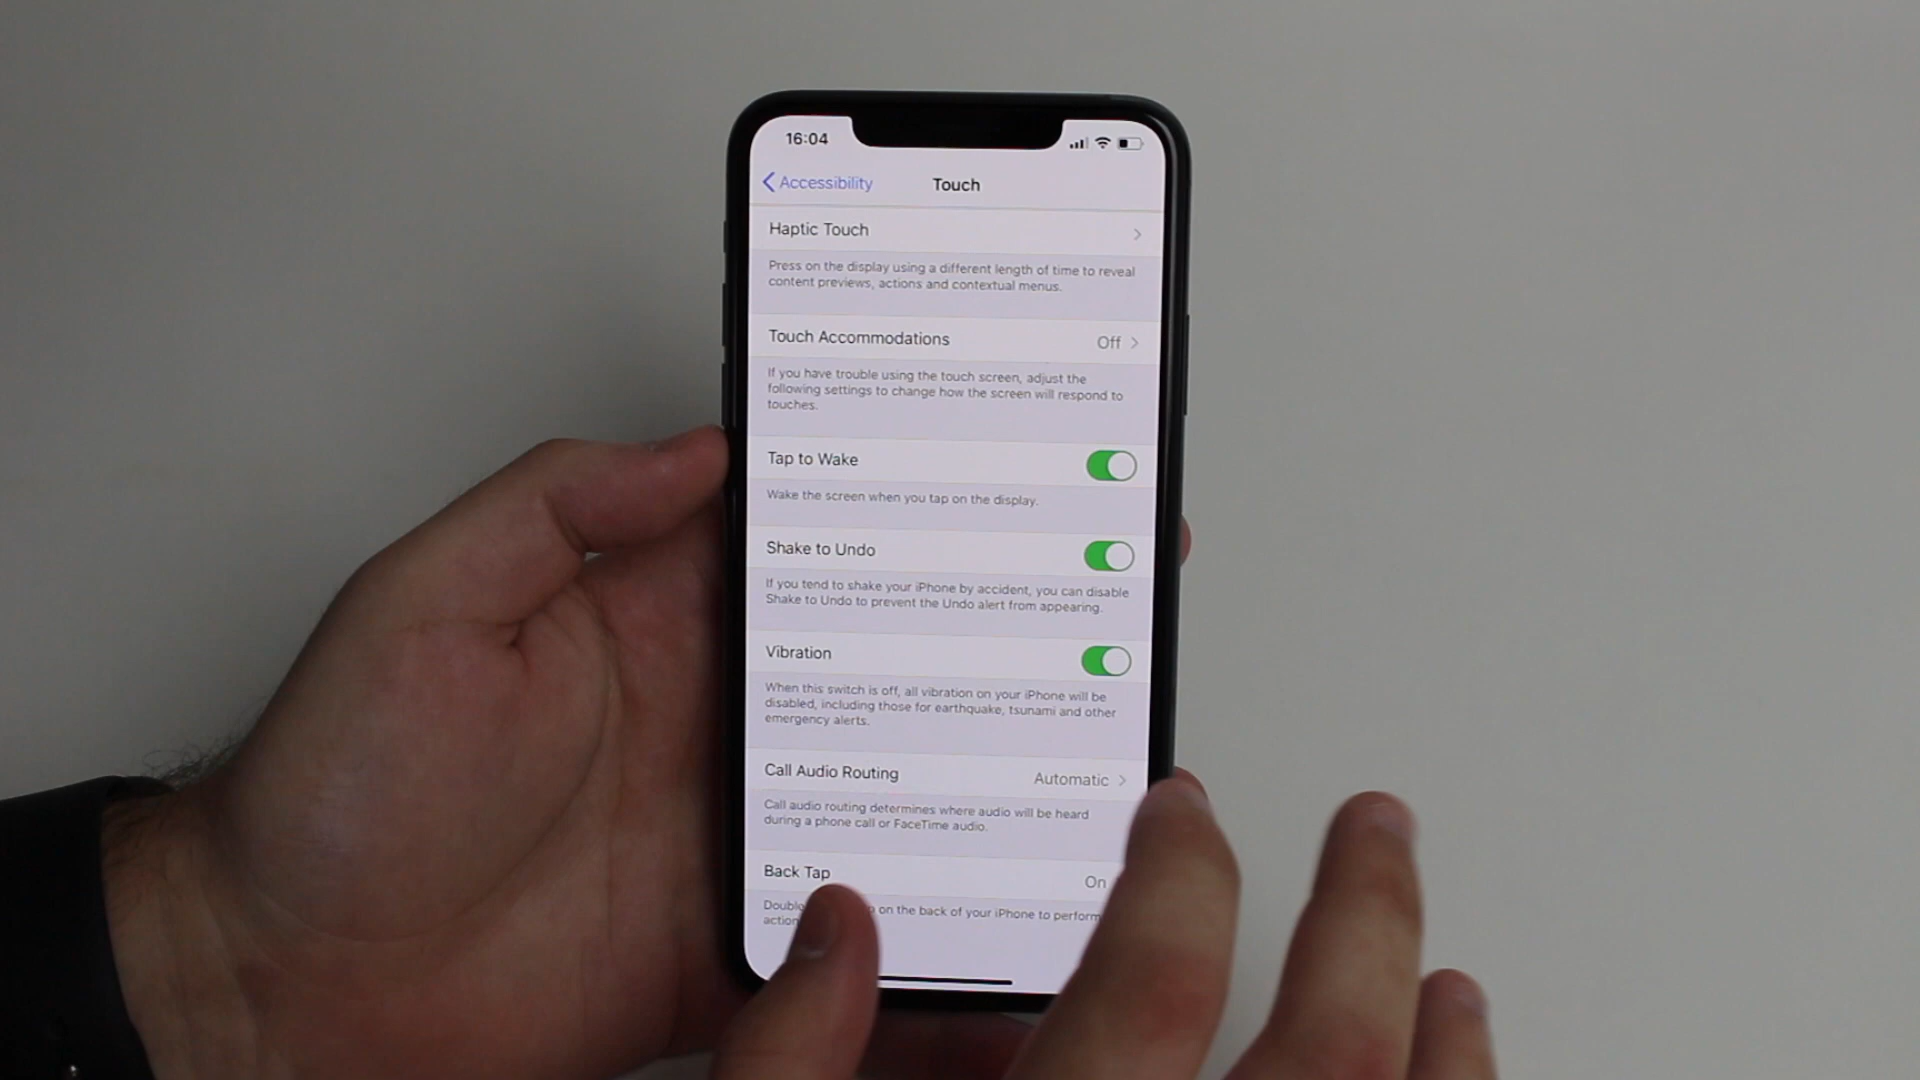 16:04
Accessibility
Touch
Haptic Touch
Press on the display using a different length of time to reveal
content previews, actions and contextual menus.
Touch Accommodations
Off
If you have trouble using the touch screen, adjust the
following settings to change how the screen will respond to
touches.
Tap to Wake
Wake the screen when you tap on the display.
Shake to Undo
If you tend to shake your iPhone by accident, you can disable
Shake to Undo to prevent the Undo alert from appearing.
Vibration
When this switch is off, all vibration on your iPhone will be
disabled, including those for earthquake, tsunami and other
emergency alerts.
Call Audio Routing
Automatic
Call audio routing determines where audio will be heard
during a phone call or FaceTime audio.
Back Tap
On
on the back of your iPhone to perform